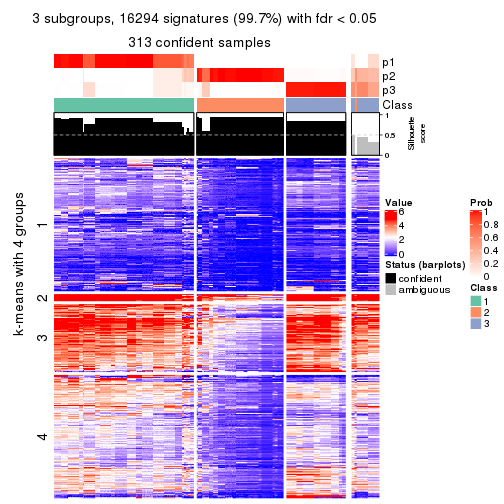 3 subgroups, 16294 signatures (99.7%) with fdr < 0.05
313 confident samples
p1
p2
p3
Class
1
0.5
0
Silhouette
score
k-means with 4 groups
1
2
3
4
Value
6
4
2
0
Status (barplots)
confident
ambiguous
Prob
1
0.8
0.6
0.4
0.2
0
Class
1
2
3